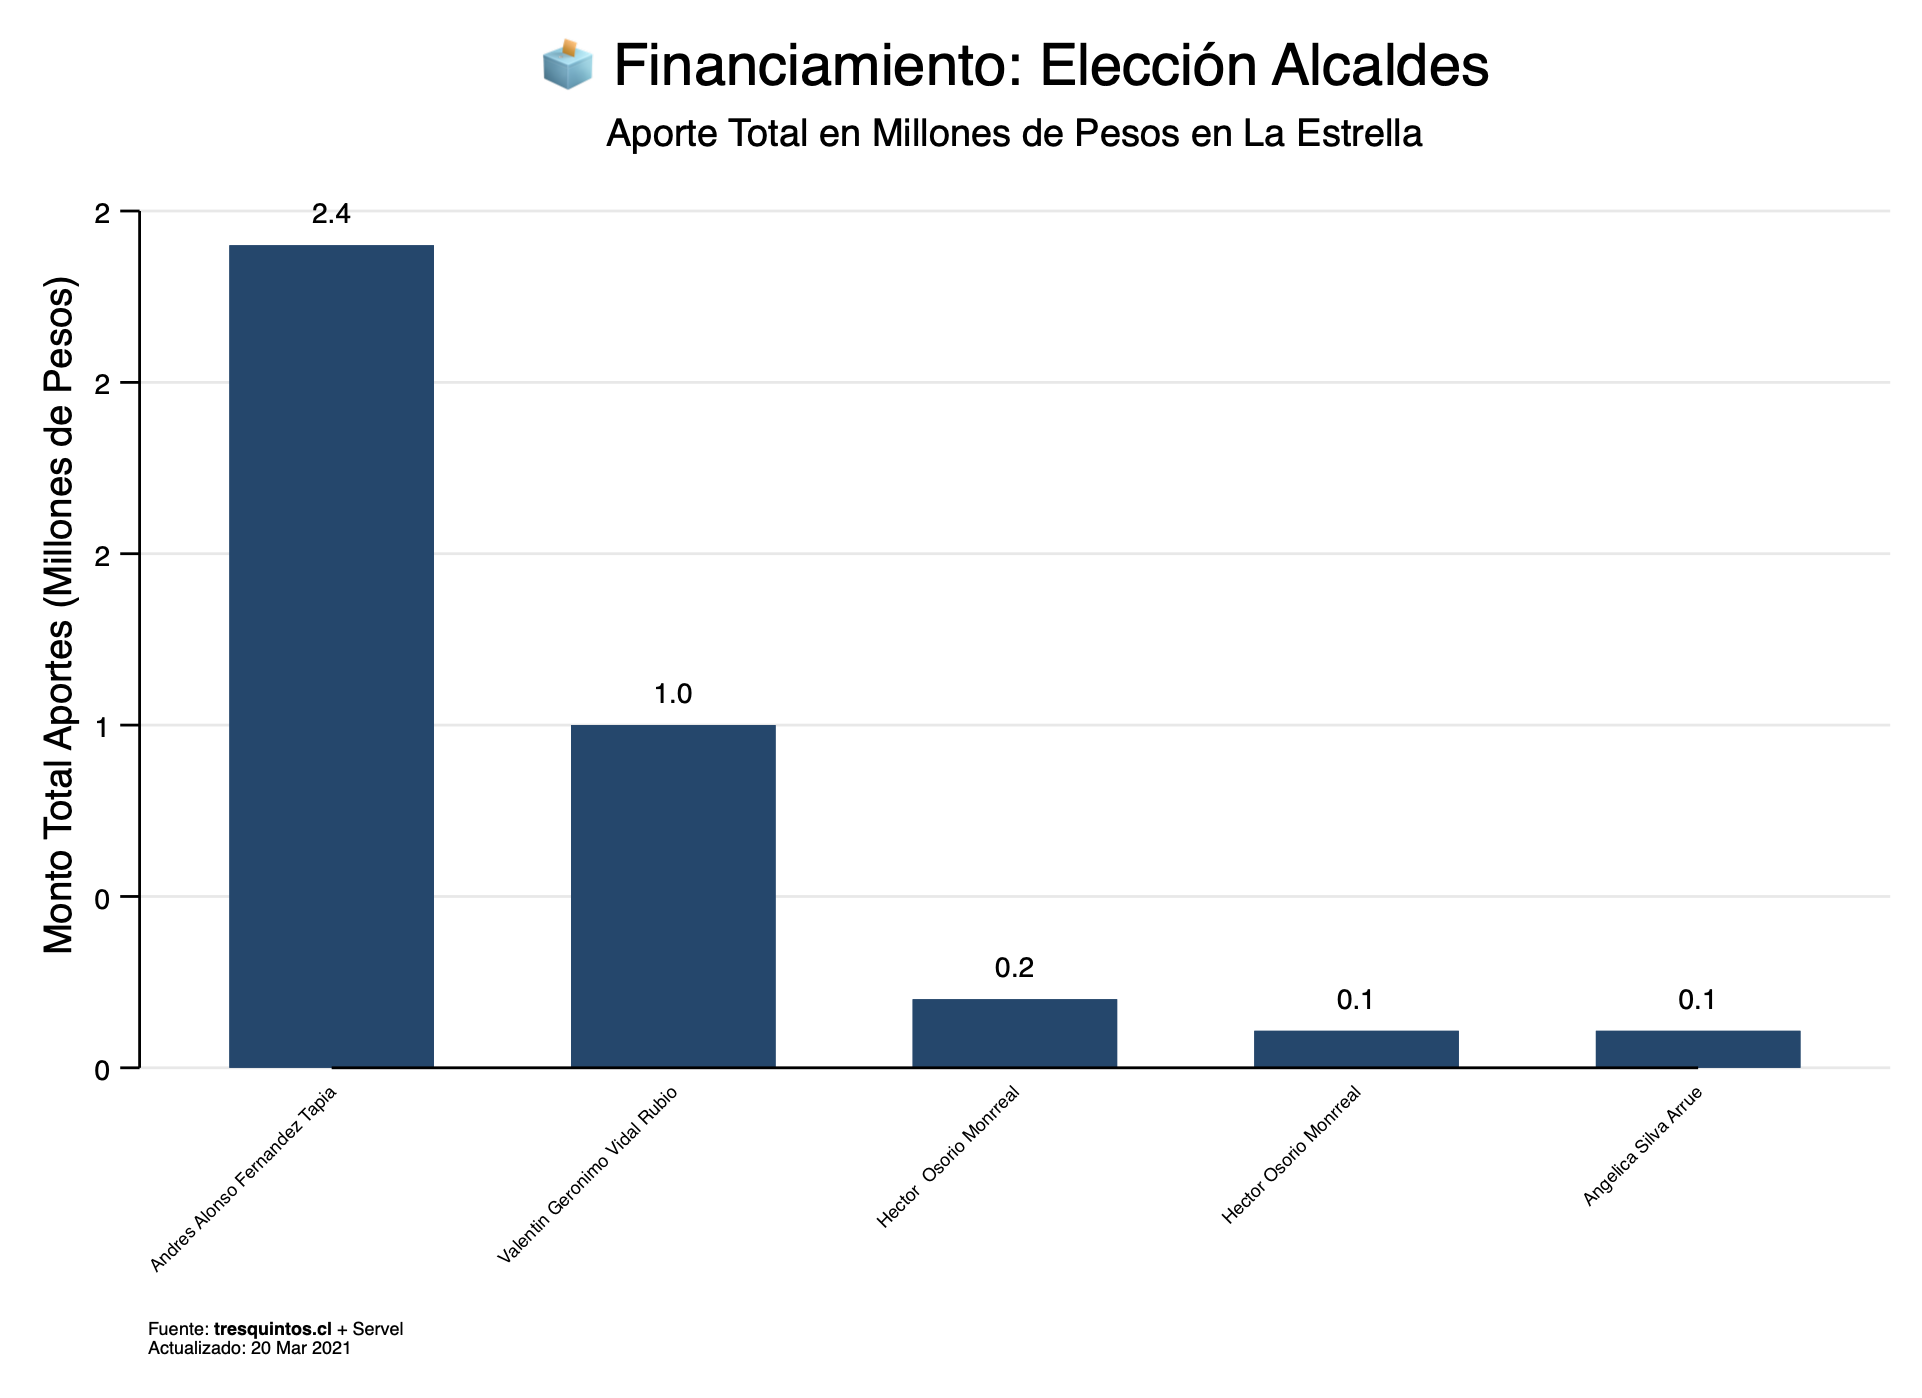 Financiamiento: Elección Alcaldes
Aporte Total en Millones de Pesos en La Estrella
Monto Total Aportes (Millones de Pesos)
2
2
2
1
0
0
2.4
1.0
0.2
0.1
0.1
Andres Alonso Fernandez Tapia
Valentin Geronimo Vidal Rubio
Hector  Osorio Monrreal
Hector Osorio Monrreal
Angelica Silva Arrue
Fuente: tresquintos.cl + Servel
Actualizado: 20 Mar 2021